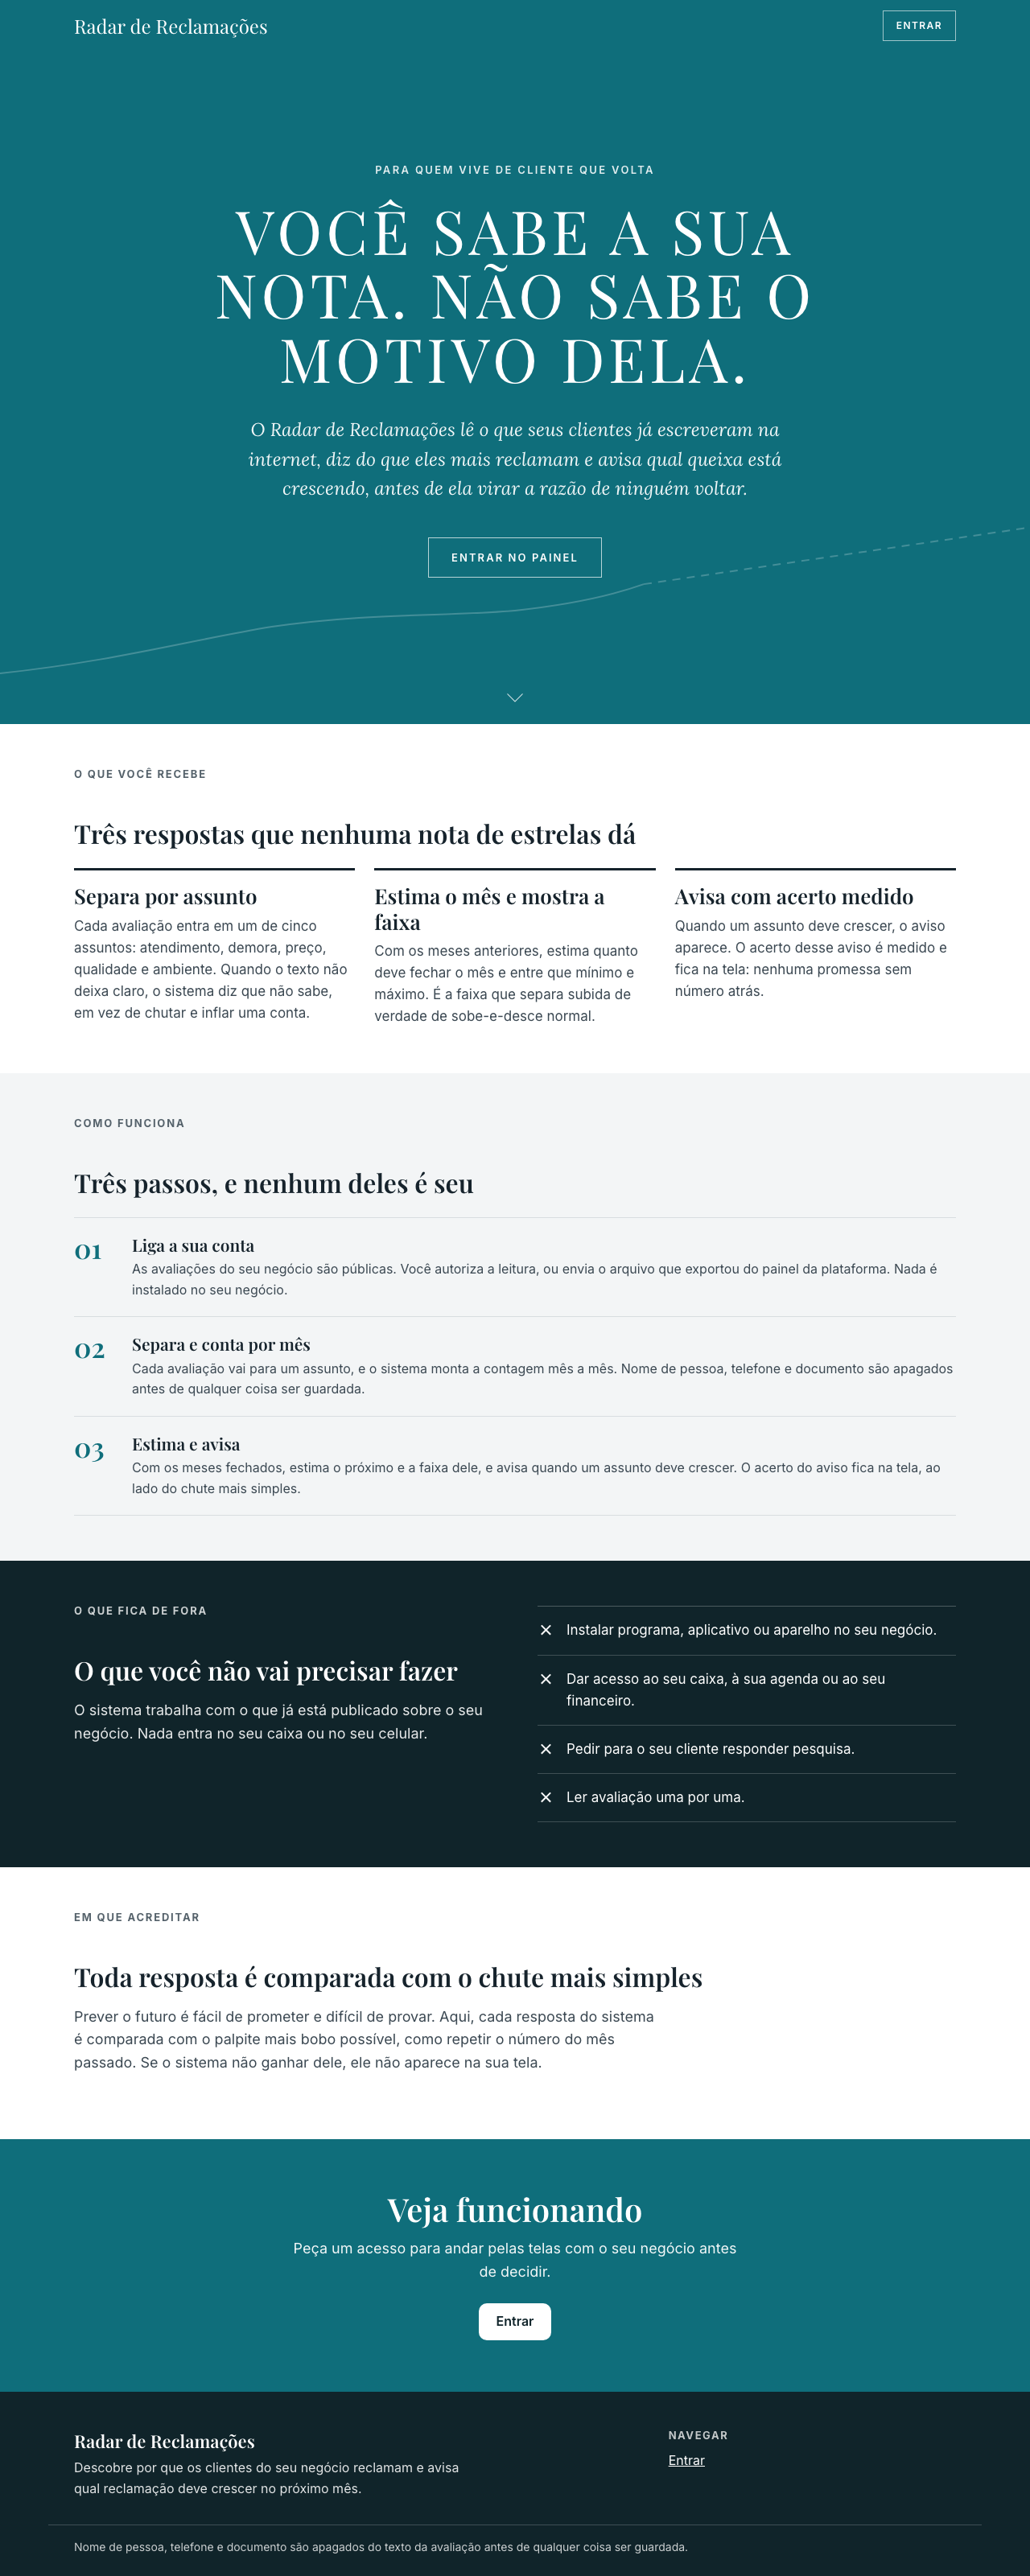 Radar de Reclamações
ENTRAR
PARA QUEM VIVE DE CLIENTE QUE VOLTA
VOCÊ SABE A SUA
NOTA. NÃO SABE O
MOTIVO DELA.
O Radar de Reclamações lê o que seus clientes já escreveram na
internet, diz do que eles mais reclamam e avisa qual queixa está
crescendo, antes de ela virar a razão de ninguém voltar.
ENTRAR NO PAINEL
O QUE VOCÊ RECEBE
Três respostas que nenhuma nota de estrelas dá
Separa por assunto
Cada avaliação entra em um de cinco
assuntos: atendimento, demora, preço,
qualidade e ambiente. Quando o texto não
deixa claro, o sistema diz que não sabe,
em vez de chutar e inflar uma conta.
Estima o mês e mostra a
faixa
Com os meses anteriores, estima quanto
deve fechar o mês e entre que mínimo e
máximo. É a faixa que separa subida de
verdade de sobe-e-desce normal.
Avisa com acerto medido
Quando um assunto deve crescer, o aviso
aparece. O acerto desse aviso é medido e
fica na tela: nenhuma promessa sem
número atrás.
COMO FUNCIONA
Três passos, e nenhum deles é seu
01
Liga a sua conta
As avaliações do seu negócio são públicas. Você autoriza a leitura, ou envia o arquivo que exportou do painel da plataforma. Nada é
instalado no seu negócio.
02
Separa e conta por mês
Cada avaliação vai para um assunto, e o sistema monta a contagem mês a mês. Nome de pessoa, telefone e documento são apagados
antes de qualquer coisa ser guardada.
03
Estima e avisa
Com os meses fechados, estima o próximo e a faixa dele, e avisa quando um assunto deve crescer. O acerto do aviso fica na tela, ao
lado do chute mais simples.
O QUE FICA DE FORA
O que você não vai precisar fazer
O sistema trabalha com o que já está publicado sobre o seu
negócio. Nada entra no seu caixa ou no seu celular.
Instalar programa, aplicativo ou aparelho no seu negócio.
Dar acesso ao seu caixa, à sua agenda ou ao seu
financeiro.
Pedir para o seu cliente responder pesquisa.
Ler avaliação uma por uma.
EM QUE ACREDITAR
Toda resposta é comparada com o chute mais simples
Prever o futuro é fácil de prometer e difícil de provar. Aqui, cada resposta do sistema
é comparada com o palpite mais bobo possível, como repetir o número do mês
passado. Se o sistema não ganhar dele, ele não aparece na sua tela.
Veja funcionando
Peça um acesso para andar pelas telas com o seu negócio antes
de decidir.
Entrar
Radar de Reclamações
Descobre por que os clientes do seu negócio reclamam e avisa
qual reclamação deve crescer no próximo mês.
NAVEGAR
Entrar
Nome de pessoa, telefone e documento são apagados do texto da avaliação antes de qualquer coisa ser guardada.